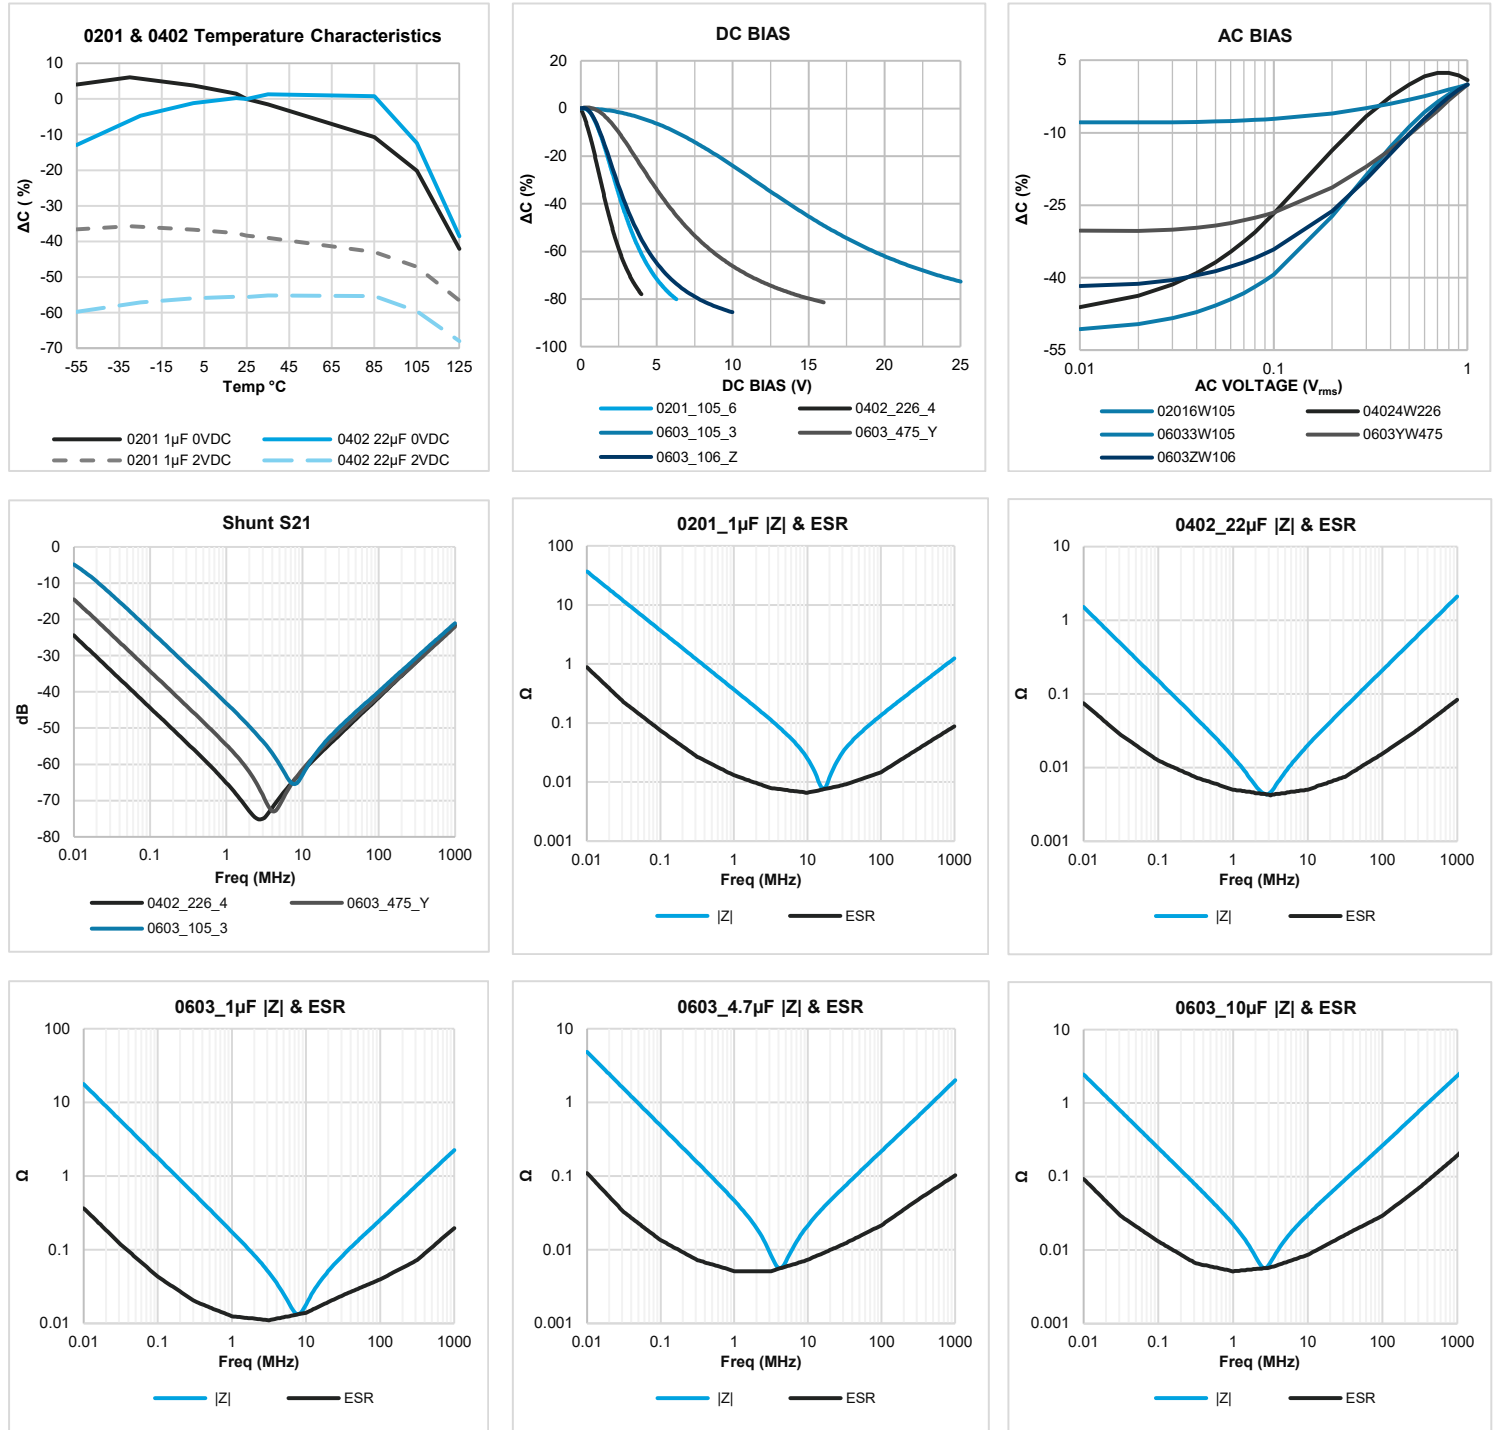 0201 & 0402 Temperature Characteristics
10
0
-10
-20
-30
-40
-50
-60
-70
ΔC ( %)
-55 -35 -15 5 25 45 65 85 105 125
Temp °C
0201 1µF 0VDC 0402 22µF 0VDC
0201 1µF 2VDC 0402 22µF 2VDC
DC BIAS
20
0
-20
-40
-60
-80
-100
ΔC (%)
0 5 10 15 20 25
DC BIAS (V)
0201_105_6 0402_226_4
0603_105_3 0603_475_Y
0603_106_Z
AC BIAS
5
-10
-25
-40
-55
ΔC (%)
0.01 0.1 1
AC VOLTAGE (Vrms)
02016W105 04024W226
06033W105 0603YW475
0603ZW106
Shunt S21
0
-10
-20
-30
-40
-50
-60
-70
-80
dB
0.01 0.1 1 10 100 1000
Freq (MHz)
0402_226_4 0603_475_Y
0603_105_3
0201_1µF |Z| & ESR
100
10
1
0.1
0.01
0.001
Ω
0.01 0.1 1 10 100 1000
Freq (MHz)
|Z| ESR
0402_22µF |Z| & ESR
10
1
0.1
0.01
0.001
Ω
0.01 0.1 1 10 100 1000
Freq (MHz)
|Z| ESR
0603_1µF |Z| & ESR
100
10
1
0.1
0.01
Ω
0.01 0.1 1 10 100 1000
Freq (MHz)
|Z| ESR
0603_4.7µF |Z| & ESR
10
1
0.1
0.01
0.001
Ω
0.01 0.1 1 10 100 1000
Freq (MHz)
|Z| ESR
0603_10µF |Z| & ESR
10
1
0.1
0.01
0.001
Ω
0.01 0.1 1 10 100 1000
Freq (MHz)
|Z| ESR